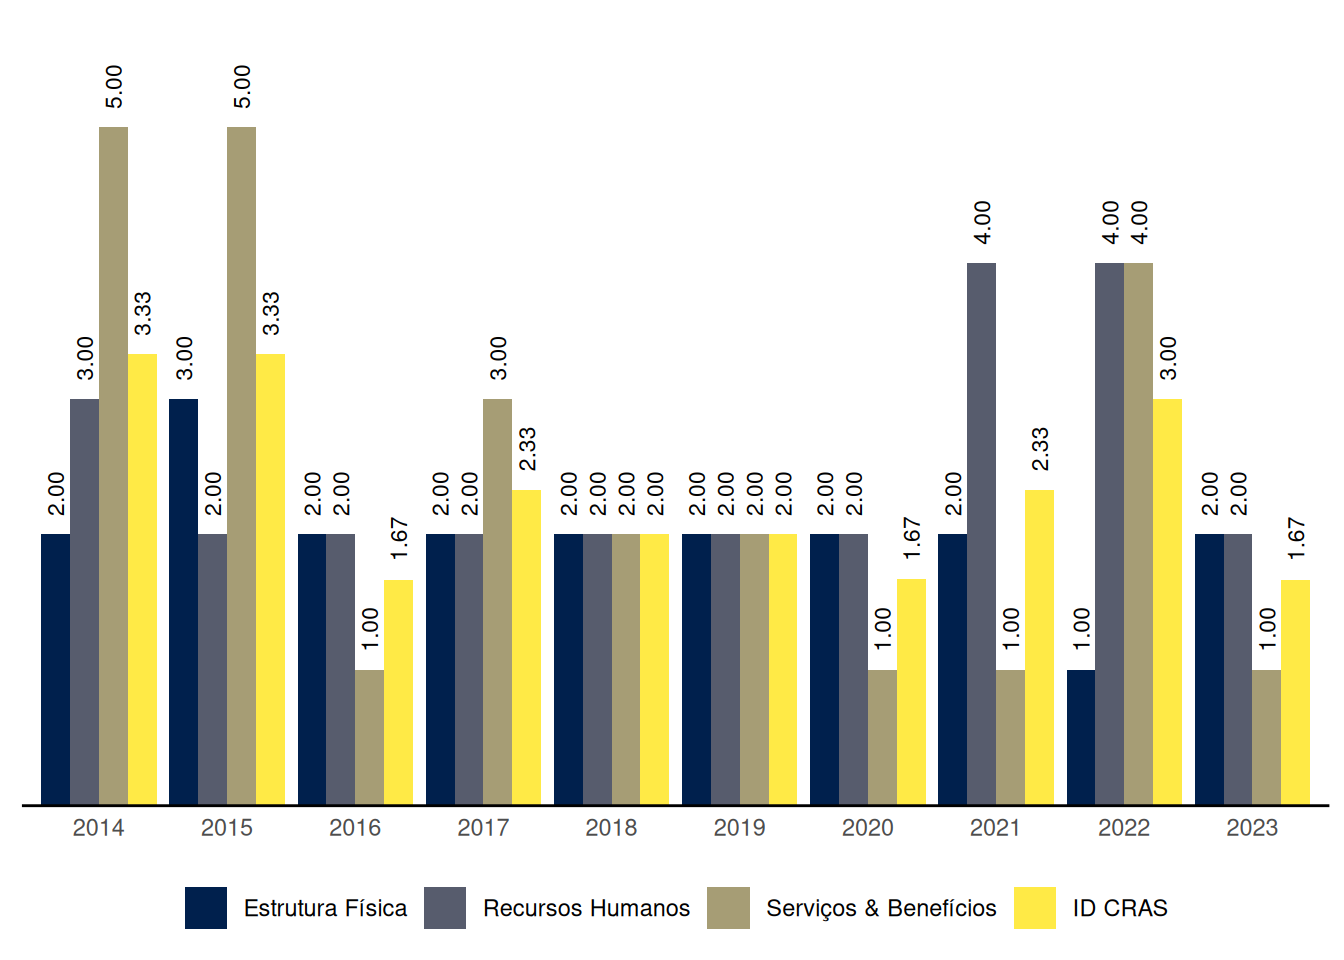 5.00 5.00
4.00 4.00 4.00
3.33 3.33
3.00 3.00 3.00 3.00
2.33 2.33
2.00 2.00 2.00 2.00 2.00 2.00 2.00 2.00 2.00 2.00 2.00 2.00 2.00 2.00 2.00 2.00 2.00 2.00 2.00 2.00
1.67 1.67 1.67
1.00 1.00 1.00 1.00 1.00
2014 2015 2016 2017 2018 2019 2020 2021 2022 2023
Estrutura Física Recursos Humanos Serviços & Benefícios ID CRAS